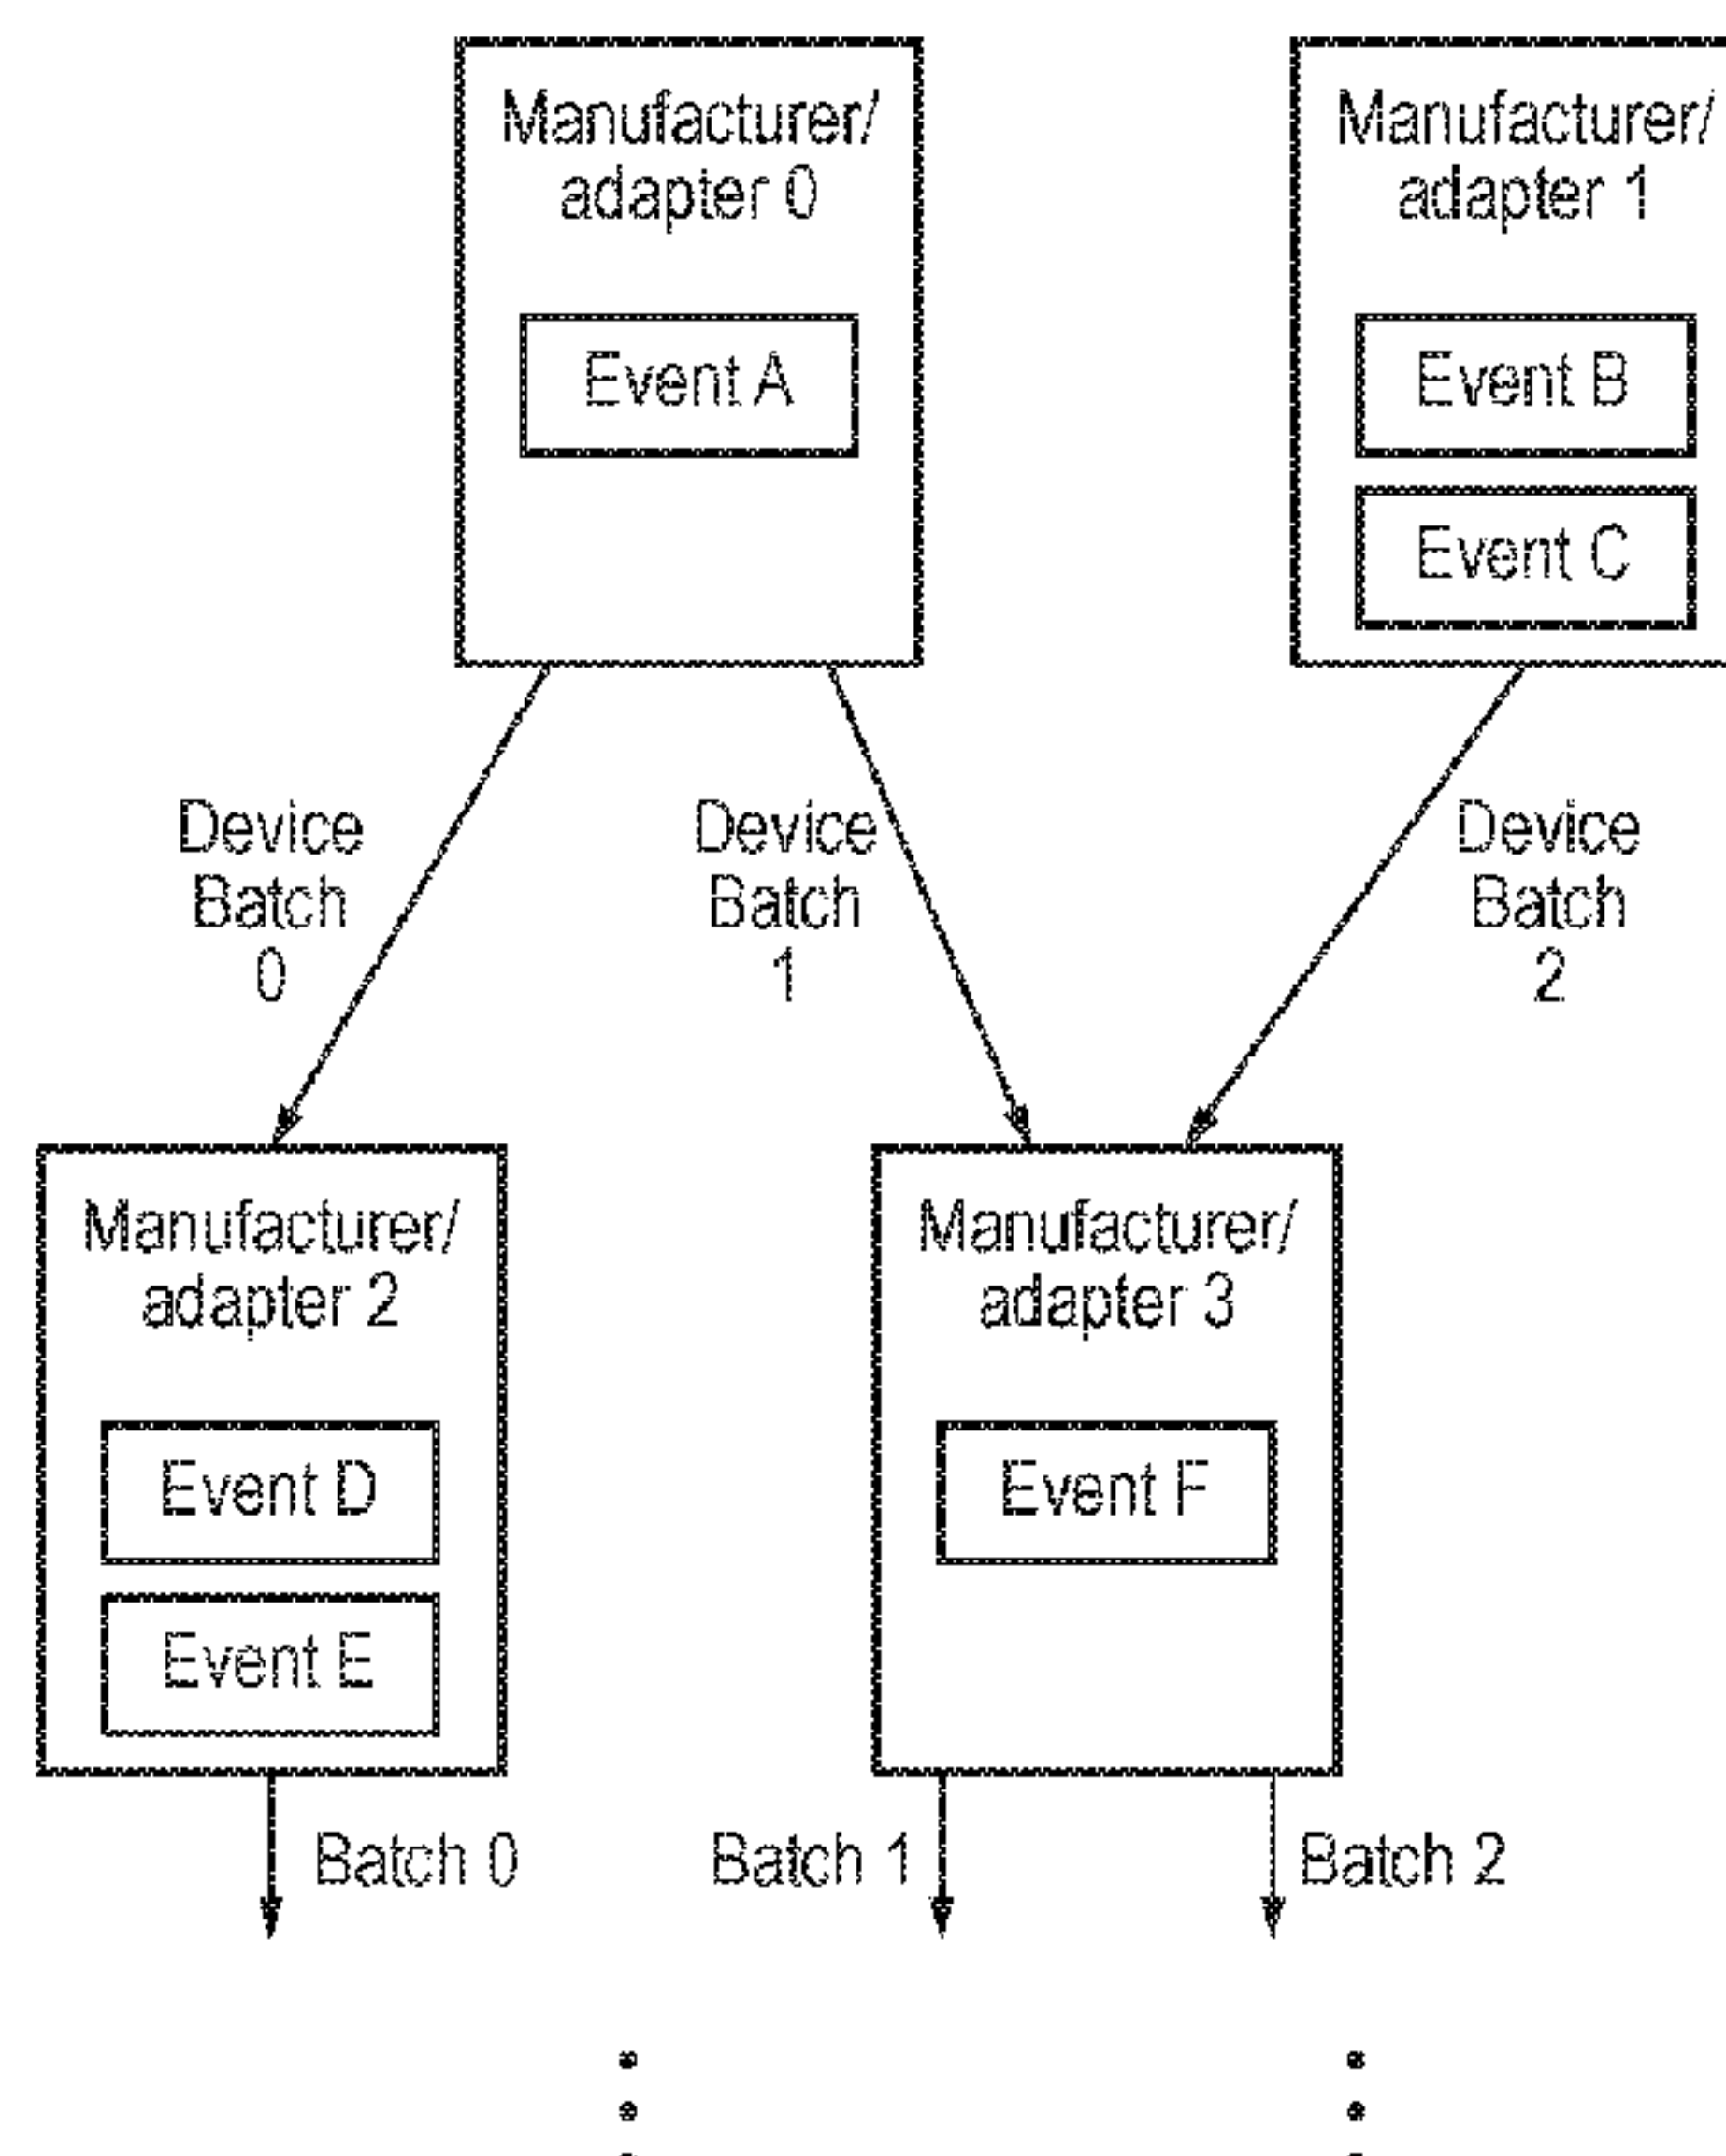 Manufacturer/
adapter 0
Event A
Manufacturer/
adapter 1
Event B
Event C
Device
Batch
0
Device
Batch
1
Device
Batch
2
Manufacturer/
adapter 2
Event D
Event E
Manufacturer/
adapter 3
Event F
Batch 0
Batch 1
Batch 2